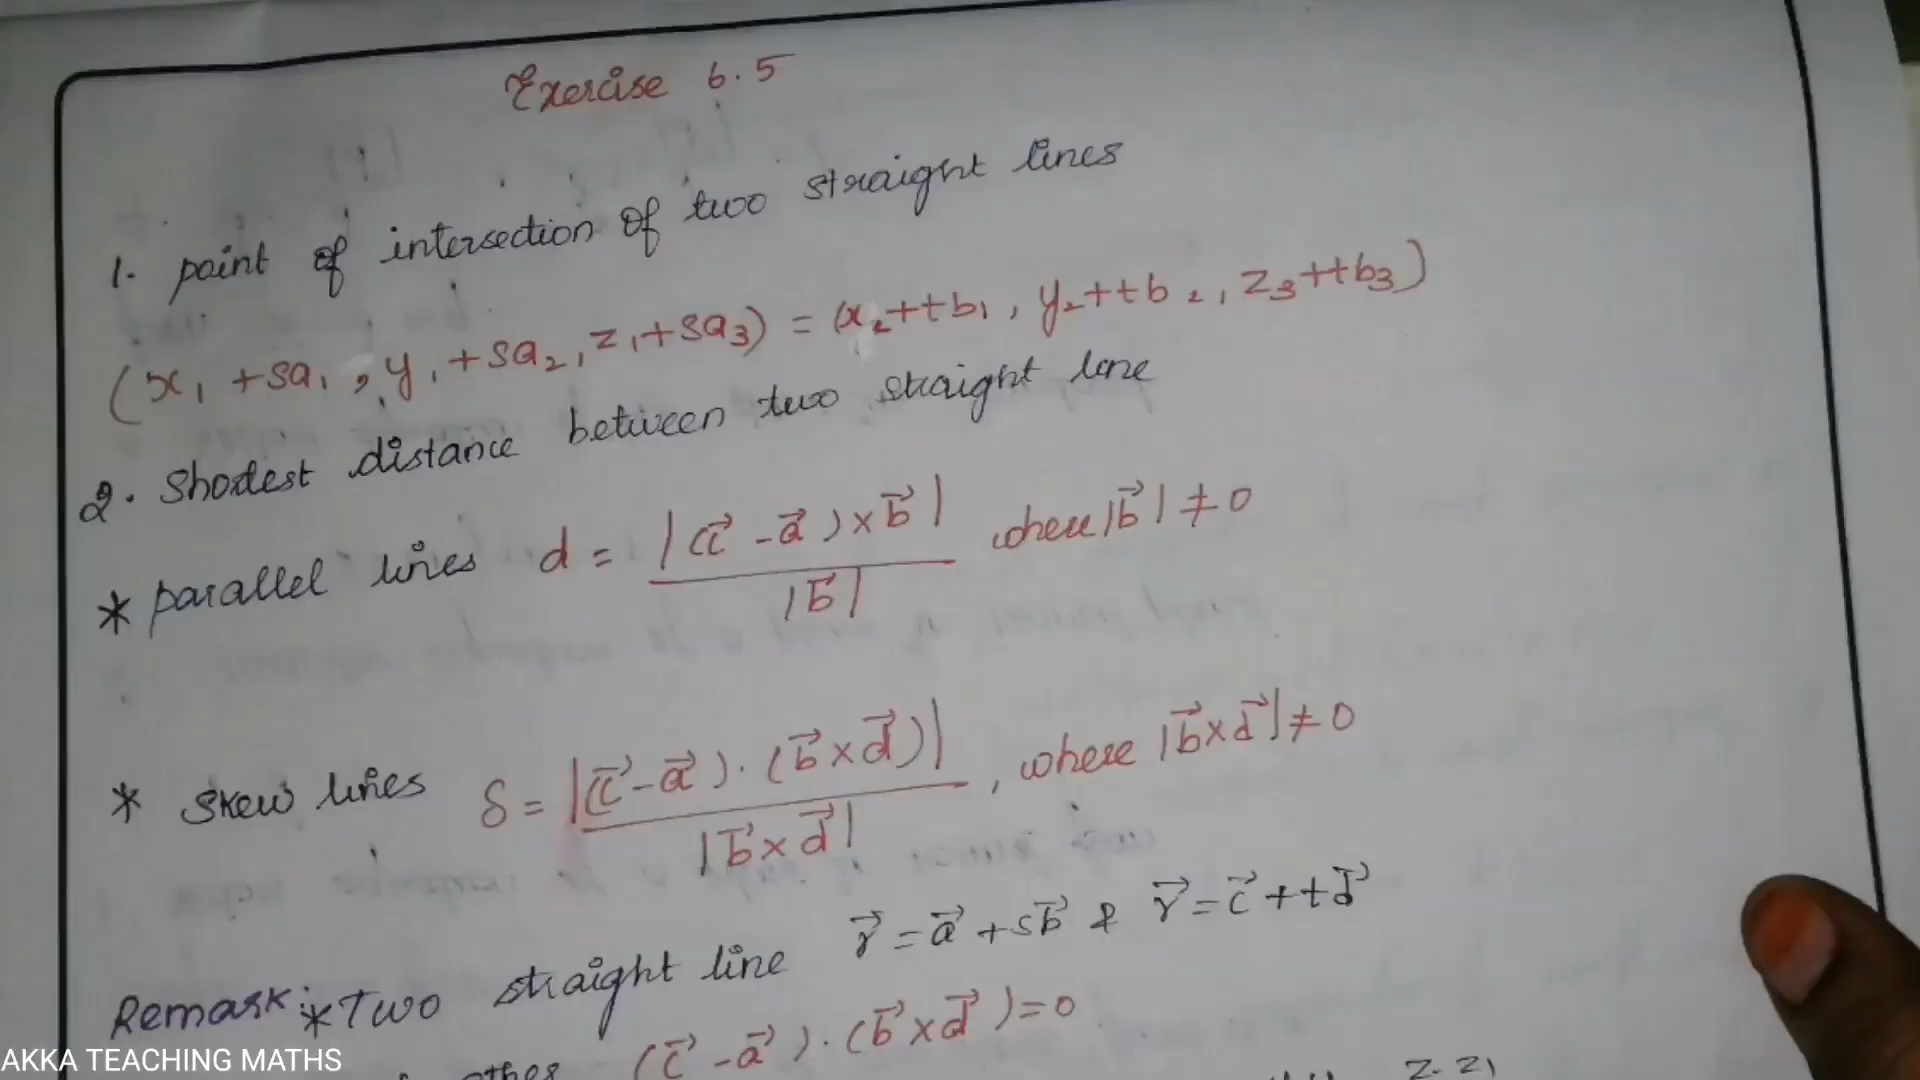 Exercise 6.5
1. point of intersection of two straight lines
(x₁ + sa₁, y₁ + sa₂, z₁ + sa₃) = (x₂ + tb₁, y₂ + tb₂, z₃ + tb₃)
2. Shortest distance between two straight line
* parallel lines d = |(c⃗ - a⃗) × b⃗| / |b⃗| where |b⃗| ≠ 0
* Skew lines δ = |(c⃗ - a⃗) · (b⃗ × d⃗)| / |b⃗ × d⃗|, where |b⃗ × d⃗| ≠ 0
Remark: * Two straight line r⃗ = a⃗ + sb⃗ & r⃗ = c⃗ + td⃗
other (c⃗ - a⃗) · (b⃗ × d⃗) = 0
z-z₁
AKKA TEACHING MATHS